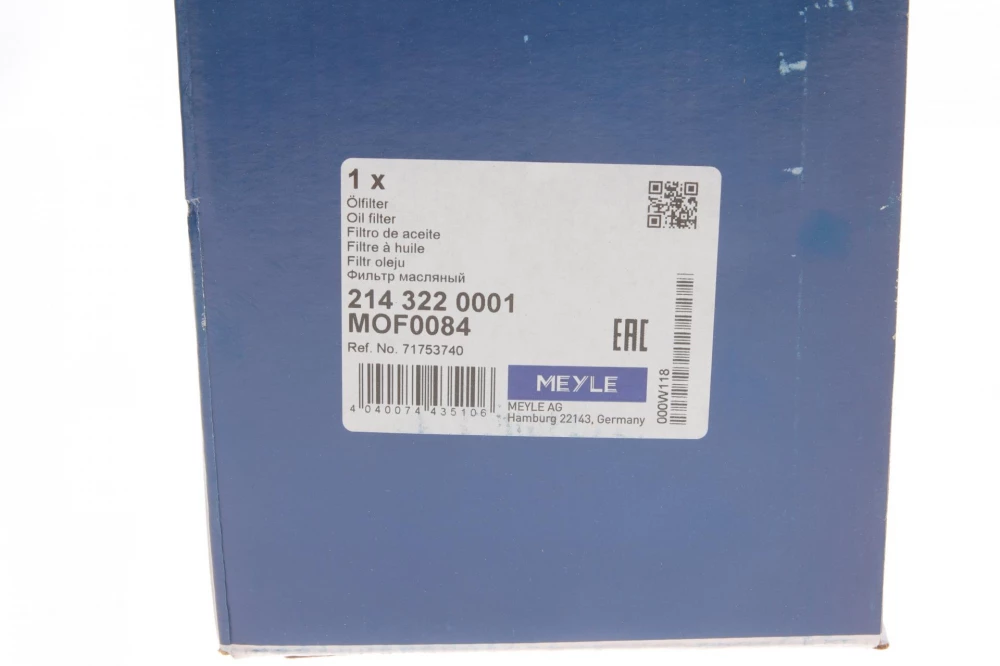 1 x
Ölfilter
Oil filter
Filtro de aceite
Filtre à huile
Filtr oleju
Фильтр масляный
214 322 0001
MOF0084
Ref. No. 71753740
EAC
4 040074 435106
MEYLE
MEYLE AG
Hamburg 22143, Germany
000W118